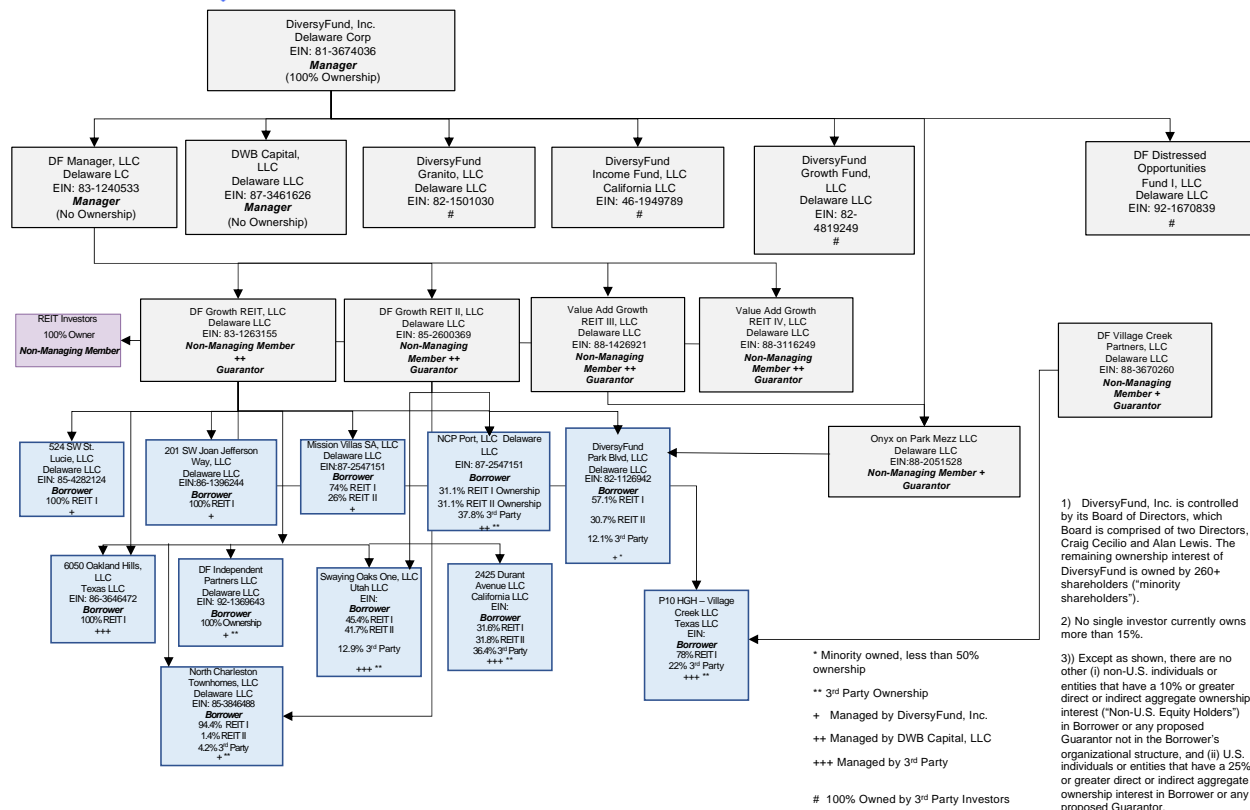 DiversyFund, Inc.
Delaware Corp
EIN: 81-3674036
Manager
(100% Ownership)
DF Manager, LLC
Delaware LC
EIN: 83-1240533
Manager
(No Ownership)
DWB Capital,
LLC
Delaware LLC
EIN: 87-3461626
Manager
(No Ownership)
DiversyFund
Granito, LLC
Delaware LLC
EIN: 82-1501030
#
DiversyFund
Income Fund, LLC
California LLC
EIN: 46-1949789
#
DiversyFund
Growth Fund,
LLC
Delaware LLC
EIN: 82-
4819249
#
DF Distressed
Opportunities
Fund I, LLC
Delaware LLC
EIN: 92-1670839
#
REIT Investors
100% Owner
Non-Managing Member
DF Growth REIT, LLC
Delaware LLC
EIN: 83-1263155
Non-Managing Member
++
Guarantor
DF Growth REIT II, LLC
Delaware LLC
EIN: 85-2600369
Non-Managing
Member ++
Guarantor
Value Add Growth
REIT III, LLC
Delaware LLC
EIN: 88-1426921
Non-Managing
Member ++
Guarantor
Value Add Growth
REIT IV, LLC
Delaware LLC
EIN: 88-3116249
Non-Managing
Member ++
Guarantor
DF Village Creek
Partners, LLC
Delaware LLC
EIN: 88-3670260
Non-Managing
Member +
Guarantor
524 SW St.
Lucie, LLC
Delaware LLC
EIN: 85-4282124
100% REIT I
+
201 SW Joan Jefferson
Way, LLC
Delaware LLC
EIN:86-1396244
Borrower
100% REIT I
+
Mission Villas SA, LLC
Delaware LLC
EIN:87-2547151
Borrower
74% REIT I
26% REIT II
+
NCP Port, LLC Delaware
LLC
EIN: 87-2547151
Borrower
31.1% REIT I Ownership
31.1% REIT II Ownership
37.8% 3rd Party
++ **
DiversyFund
Park Blvd, LLC
Delaware LLC
EIN: 82-1126942
Borrower
57.1% REIT I
30.7% REIT II
12.1% 3rd Party
+ *
Onyx on Park Mezz LLC
Delaware LLC
EIN:88-2051528
Non-Managing Member +
Guarantor
6050 Oakland Hills,
LLC
Texas LLC
EIN: 86-3646472
Borrower
100% REIT I
+++
DF Independent
Partners LLC
Delaware LLC
EIN: 92-1369643
Borrower
100% Ownership
+ **
Swaying Oaks One, LLC
Utah LLC
EIN:
Borrower
45.4% REIT I
41.7% REIT II
12.9% 3rd Party
+++ **
2425 Durant
Avenue LLC
California LLC
EIN:
Borrower
31.6% REIT I
31.8% REIT II
36.4% 3rd Party
+++ **
P10 HGH – Village
Creek LLC
Texas LLC
EIN:
Borrower
78% REIT I
22% 3rd Party
+++ **
North Charleston
Townhomes, LLC
Delaware LLC
EIN: 85-3846488
Borrower
94.4% REIT I
1.4% REIT II
4.2% 3rd Party
+ **
* Minority owned, less than 50%
ownership
** 3rd Party Ownership
+ Managed by DiversyFund, Inc.
++ Managed by DWB Capital, LLC
+++ Managed by 3rd Party
# 100% Owned by 3rd Party Investors
1) DiversyFund, Inc. is controlled
by its Board of Directors, which
Board is comprised of two Directors,
Craig Cecilio and Alan Lewis. The
remaining ownership interest of
DiversyFund is owned by 260+
shareholders (“minority
shareholders”).
2) No single investor currently owns
more than 15%.
3)) Except as shown, there are no
other (i) non-U.S. individuals or
entities that have a 10% or greater
direct or indirect aggregate ownership
interest (“Non-U.S. Equity Holders”)
in Borrower or any proposed
Guarantor not in the Borrower’s
organizational structure, and (ii) U.S.
individuals or entities that have a 25%
or greater direct or indirect aggregate
ownership interest in Borrower or any
proposed Guarantor.